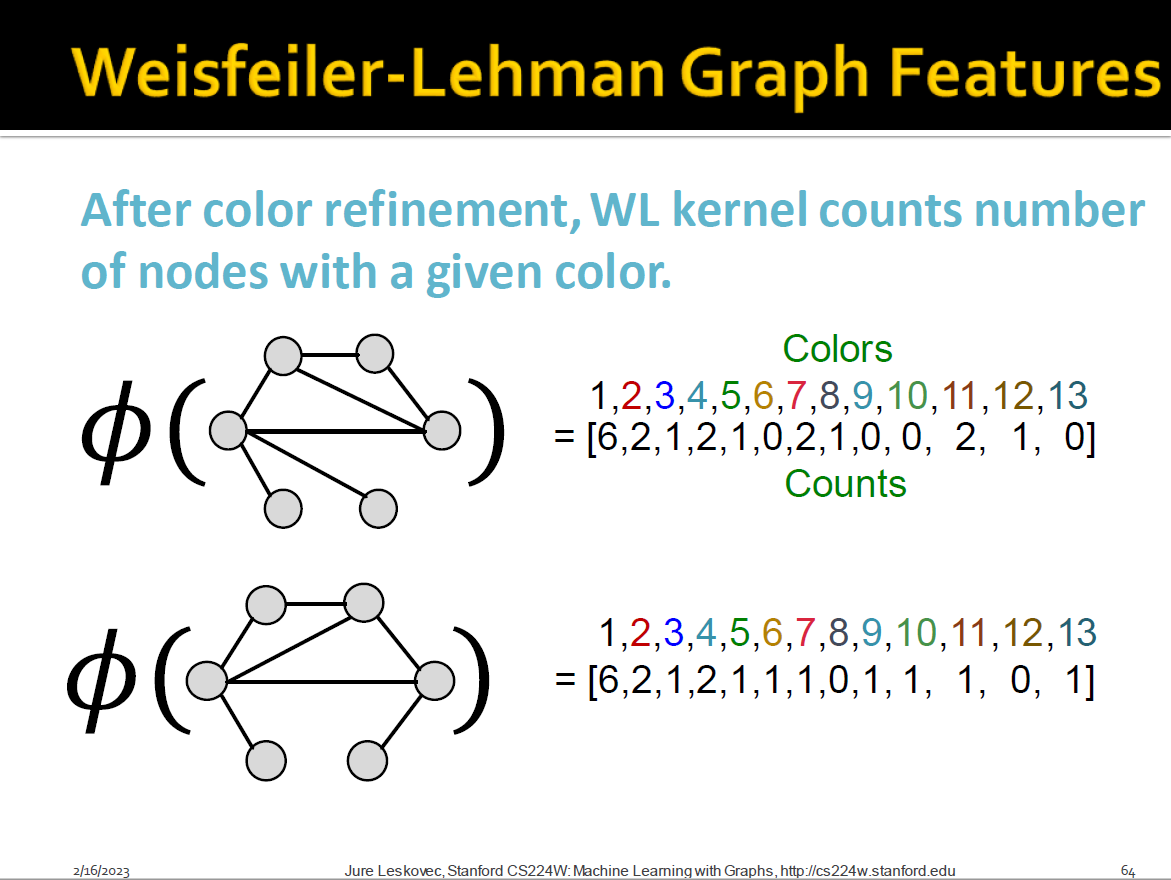 Weisfeiler-Lehman Graph Features
After color refinement, WL kernel counts number
of nodes with a given color.
Colors
1,2,3,4,5,6,7,8,9,10,11,12,13
ϕ( ) = [6,2,1,2,1,0,2,1,0, 0, 2, 1, 0]
Counts
1,2,3,4,5,6,7,8,9,10,11,12,13
ϕ( ) = [6,2,1,2,1,1,1,0,1, 1, 1, 0, 1]
2/16/2023 Jure Leskovec, Stanford CS224W: Machine Learning with Graphs, http://cs224w.stanford.edu 64